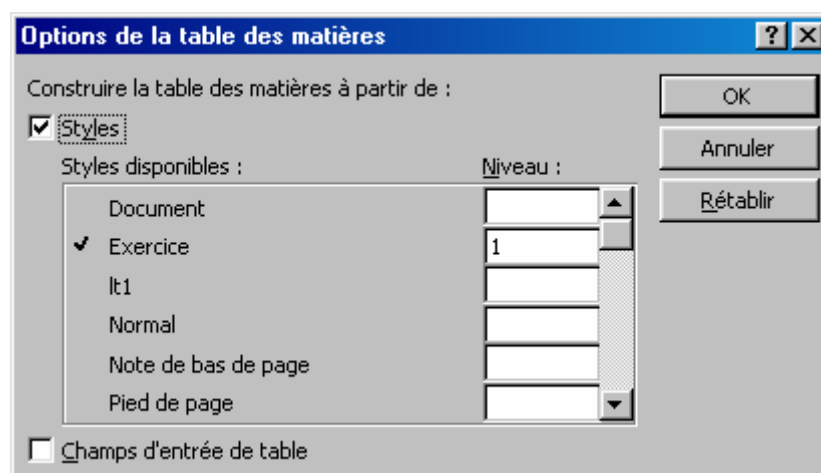 Options de la table des matières
Construire la table des matières à partir de :
OK
Styles
Annuler
Styles disponibles :
Niveau :
Rétablir
Document
Exercice 1
lt1
Normal
Note de bas de page
Pied de page
Champs d'entrée de table